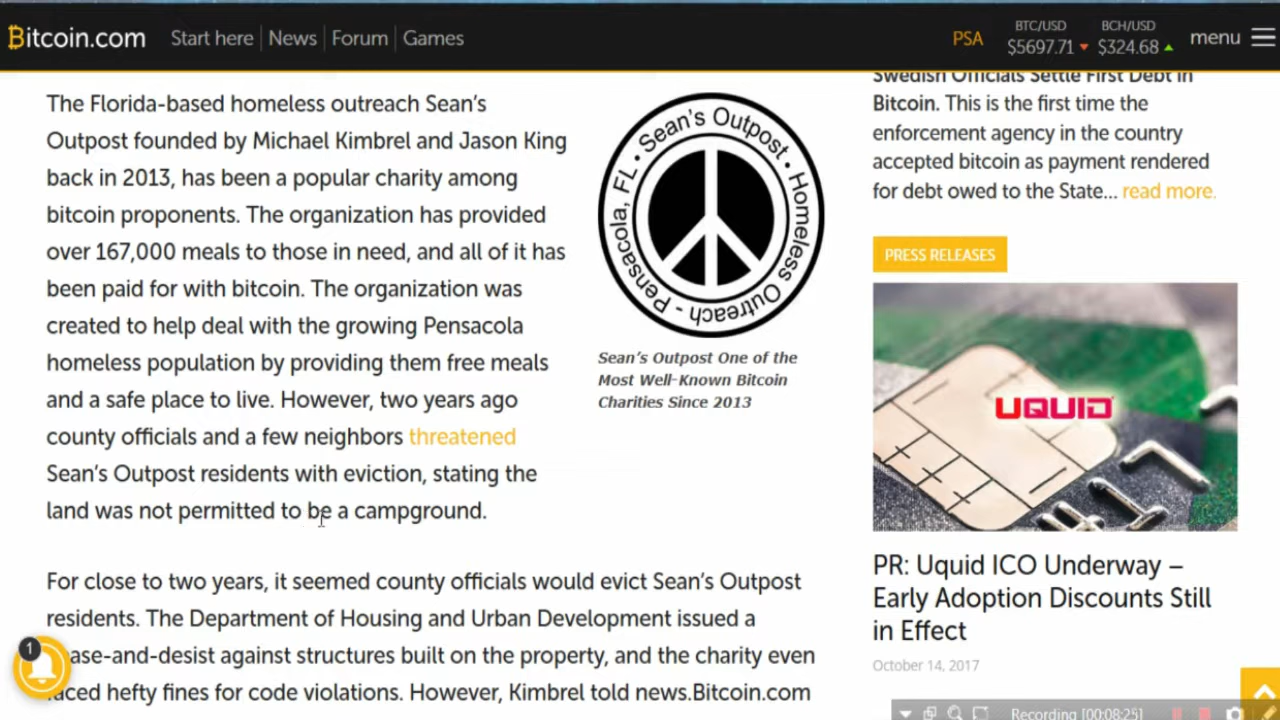 Bitcoin.com Start here News Forum Games PSA BTC/USD $5697.71 BCH/USD $324.68 menu
The Florida-based homeless outreach Sean's
Outpost founded by Michael Kimbrel and Jason King
back in 2013, has been a popular charity among
bitcoin proponents. The organization has provided
over 167,000 meals to those in need, and all of it has
been paid for with bitcoin. The organization was
created to help deal with the growing Pensacola
homeless population by providing them free meals
and a safe place to live. However, two years ago
county officials and a few neighbors threatened
Sean's Outpost residents with eviction, stating the
land was not permitted to be a campground.
Sean's Outpost • Homeless Outreach - Pensacola, FL •
Sean's Outpost One of the
Most Well-Known Bitcoin
Charities Since 2013
For close to two years, it seemed county officials would evict Sean's Outpost
residents. The Department of Housing and Urban Development issued a
ase-and-desist against structures built on the property, and the charity even
aced hefty fines for code violations. However, Kimbrel told news.Bitcoin.com
1
Swedish Officials Settle First Debt in
Bitcoin. This is the first time the
enforcement agency in the country
accepted bitcoin as payment rendered
for debt owed to the State... read more.
PRESS RELEASES
UQUID
PR: Uquid ICO Underway –
Early Adoption Discounts Still
in Effect
October 14, 2017
Recording [00:08:25]